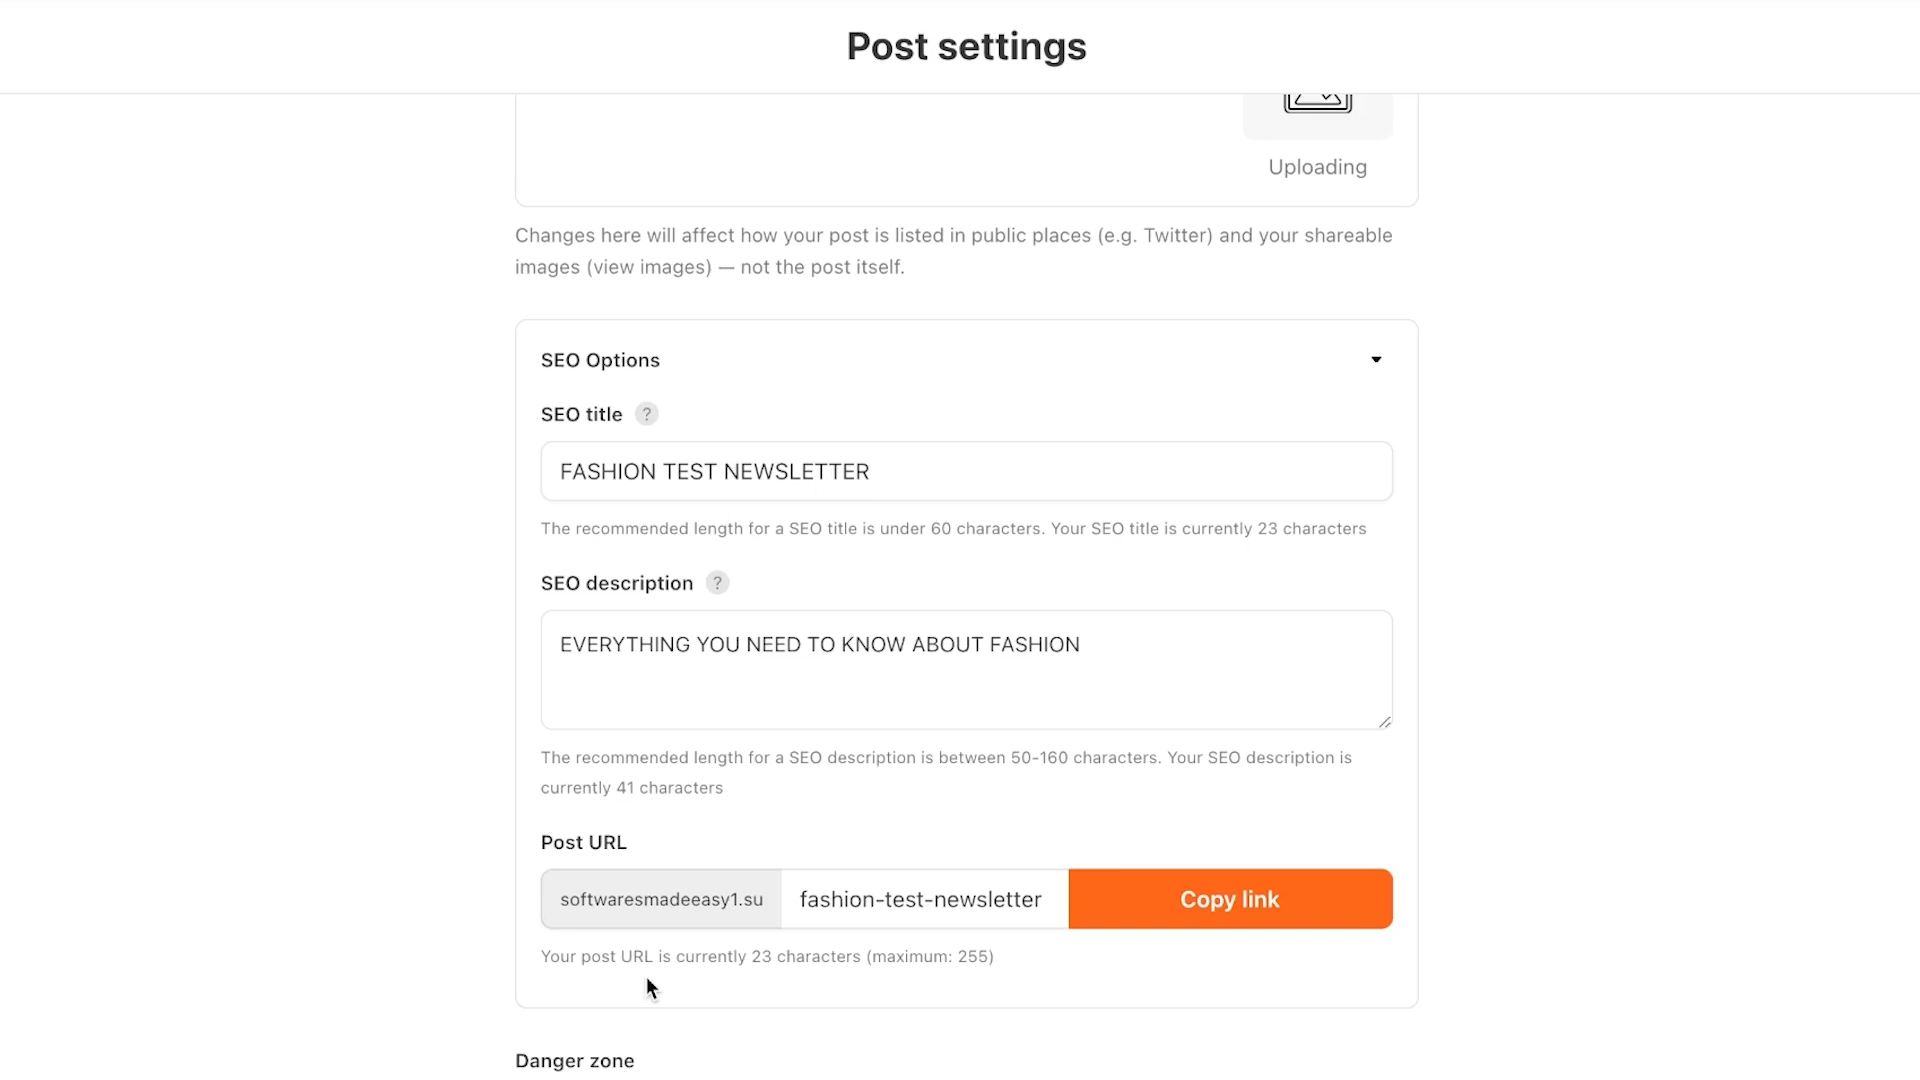 Post settings
Uploading
Changes here will affect how your post is listed in public places (e.g. Twitter) and your shareable
images (view images) — not the post itself.
SEO Options
SEO title ?
FASHION TEST NEWSLETTER
The recommended length for a SEO title is under 60 characters. Your SEO title is currently 23 characters
SEO description ?
EVERYTHING YOU NEED TO KNOW ABOUT FASHION
The recommended length for a SEO description is between 50-160 characters. Your SEO description is
currently 41 characters
Post URL
softwaresmadeeasy1.su fashion-test-newsletter Copy link
Your post URL is currently 23 characters (maximum: 255)
Danger zone